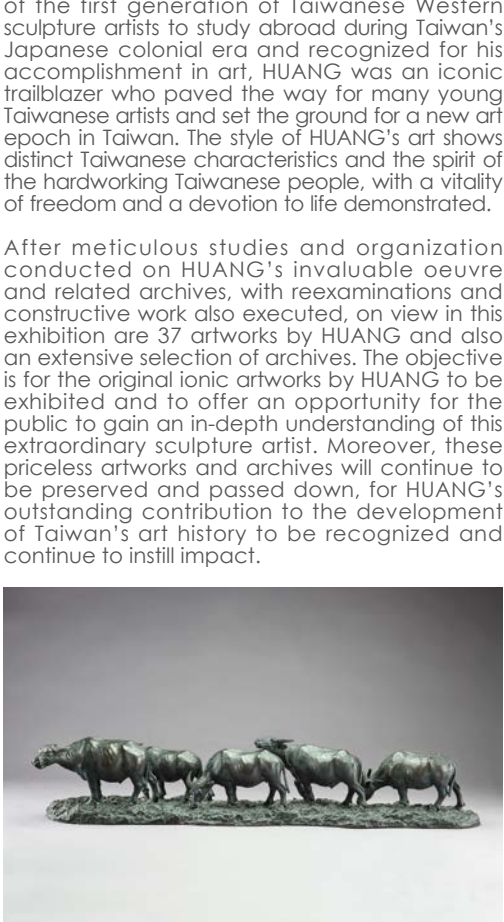 of the first generation of Taiwanese Western
sculpture artists to study abroad during Taiwan’s
Japanese colonial era and recognized for his
accomplishment in art, HUANG was an iconic
trailblazer who paved the way for many young
Taiwanese artists and set the ground for a new art
epoch in Taiwan. The style of HUANG’s art shows
distinct Taiwanese characteristics and the spirit of
the hardworking Taiwanese people, with a vitality
of freedom and a devotion to life demonstrated.
After meticulous studies and organization
conducted on HUANG’s invaluable oeuvre
and related archives, with reexaminations and
constructive work also executed, on view in this
exhibition are 37 artworks by HUANG and also
an extensive selection of archives. The objective
is for the original ionic artworks by HUANG to be
exhibited and to offer an opportunity for the
public to gain an in-depth understanding of this
extraordinary sculpture artist. Moreover, these
priceless artworks and archives will continue to
be preserved and passed down, for HUANG’s
outstanding contribution to the development
of Taiwan’s art history to be recognized and
continue to instill impact.